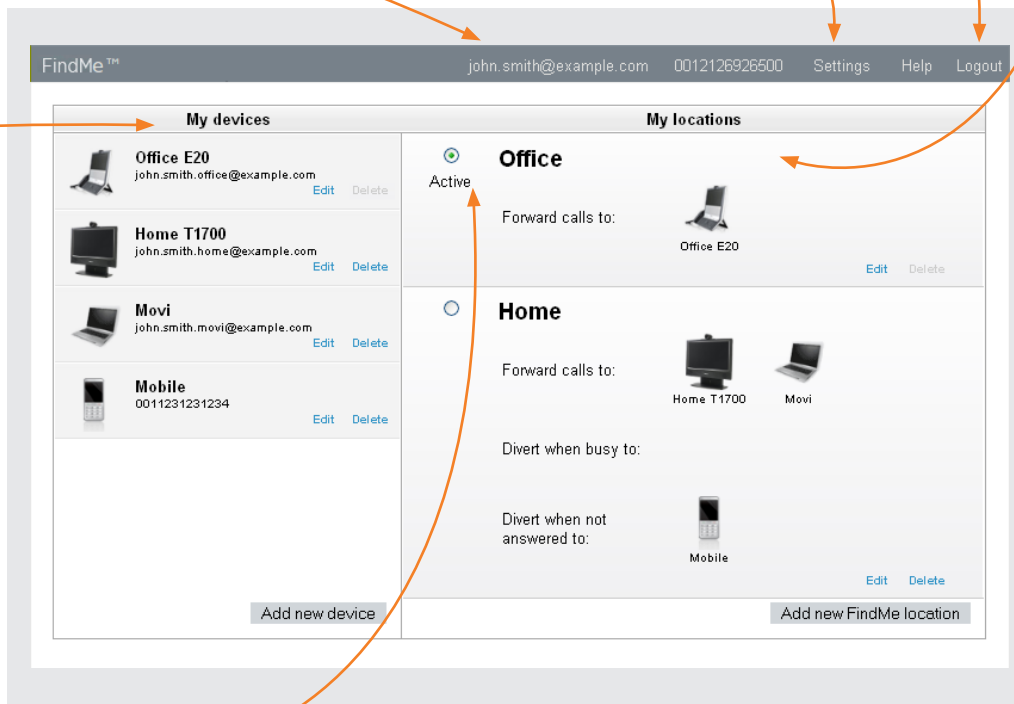 FindMe™ john.smith@example.com 0012126926500 Settings Help Logout
My devices
Office E20
john.smith.office@example.com
Edit Delete
Home T1700
john.smith.home@example.com
Edit Delete
Movi
john.smith.movi@example.com
Edit Delete
Mobile
0011231231234
Edit Delete
Add new device
My locations
Active
Office
Forward calls to:
Office E20
Edit Delete
Home
Forward calls to:
Home T1700 Movi
Divert when busy to:
Divert when not
answered to:
Mobile
Edit Delete
Add new FindMe location